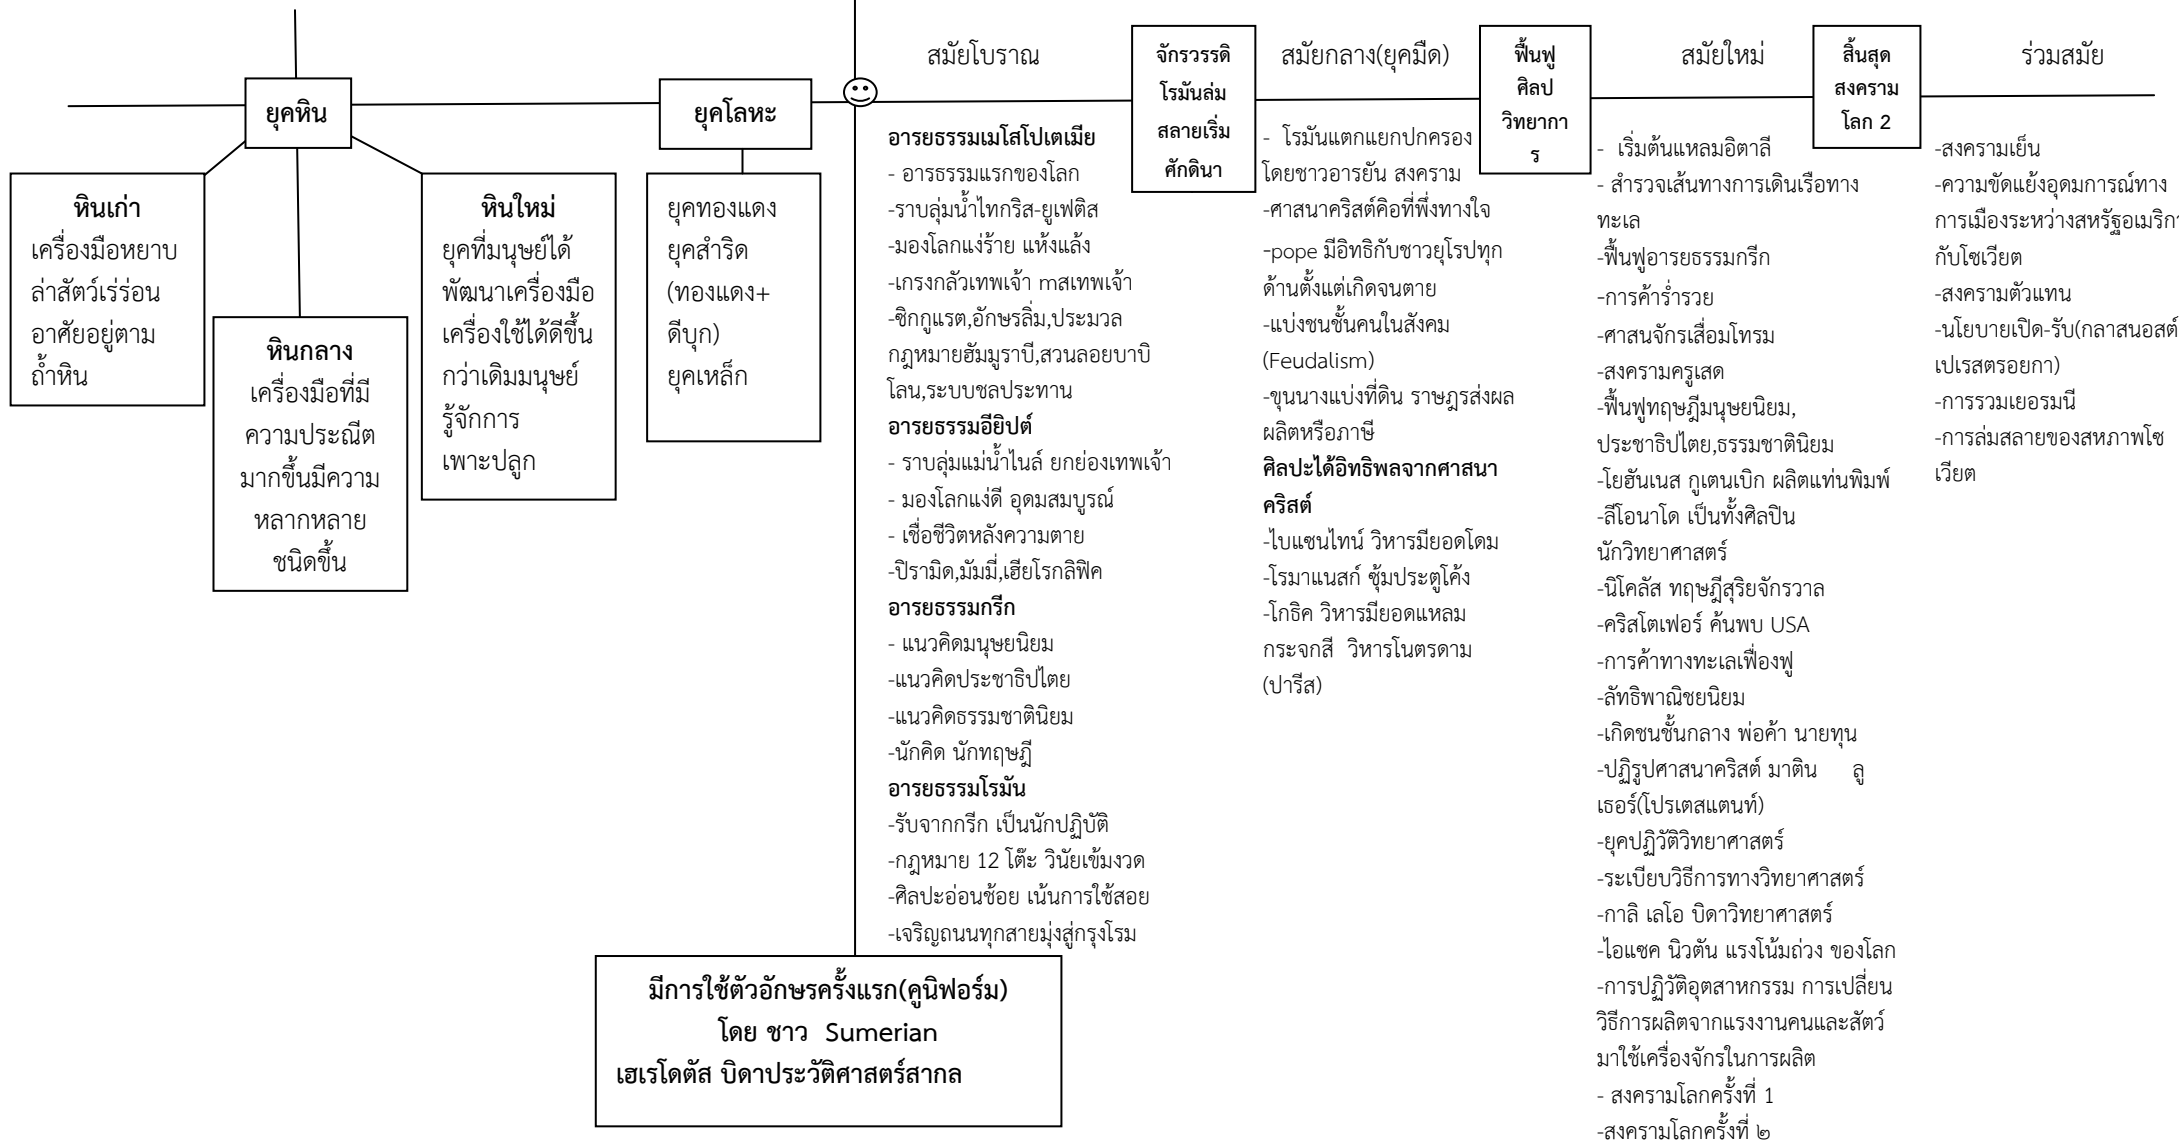 ยุคหิน
หินเก่า
เครื่องมือหยาบ
ล่าสัตว์เร่ร่อน
อาศัยอยู่ตาม
ถ้ำหิน
หินกลาง
เครื่องมือที่มี
ความประณีต
มากขึ้นมีความ
หลากหลาย
ชนิดขึ้น
หินใหม่
ยุคที่มนุษย์ได้
พัฒนาเครื่องมือ
เครื่องใช้ได้ดีขึ้น
กว่าเดิมมนุษย์
รู้จักการ
เพาะปลูก
ยุคโลหะ
ยุคทองแดง
ยุคสำริด
(ทองแดง+
ดีบุก)
ยุคเหล็ก
สมัยโบราณ
อารยธรรมเมโสโปเตเมีย
- อารธรรมแรกของโลก
-ราบลุ่มน้ำไทกริส-ยูเฟติส
-มองโลกแง่ร้าย แห้งแล้ง
-เกรงกลัวเทพเจ้า mสเทพเจ้า
-ซิกกูแรต,อักษรลิ่ม,ประมวล
กฎหมายฮัมมูราบี,สวนลอยบาบิ
โลน,ระบบชลประทาน
อารยธรรมอียิปต์
- ราบลุ่มแม่น้ำไนล์ ยกย่องเทพเจ้า
- มองโลกแง่ดี อุดมสมบูรณ์
- เชื่อชีวิตหลังความตาย
-ปิรามิด,มัมมี่,เฮียโรกลิฟิค
อารยธรรมกรีก
- แนวคิดมนุษยนิยม
-แนวคิดประชาธิปไตย
-แนวคิดธรรมชาตินิยม
-นักคิด นักทฤษฎี
อารยธรรมโรมัน
-รับจากกรีก เป็นนักปฏิบัติ
-กฎหมาย 12 โต๊ะ วินัยเข้มงวด
-ศิลปะอ่อนช้อย เน้นการใช้สอย
-เจริญถนนทุกสายมุ่งสู่กรุงโรม
มีการใช้ตัวอักษรครั้งแรก(คูนิฟอร์ม)
โดย ชาว Sumerian
เฮเรโดตัส บิดาประวัติศาสตร์สากล
จักรวรรดิ
โรมันล่ม
สลายเริ่ม
ศักดินา
สมัยกลาง(ยุคมืด)
- โรมันแตกแยกปกครอง
โดยชาวอารยัน สงคราม
-ศาสนาคริสต์คือที่พึ่งทางใจ
-pope มีอิทธิกับชาวยุโรปทุก
ด้านตั้งแต่เกิดจนตาย
-แบ่งชนชั้นคนในสังคม
(Feudalism)
-ขุนนางแบ่งที่ดิน ราษฎรส่งผล
ผลิตหรือภาษี
ศิลปะได้อิทธิพลจากศาสนา
คริสต์
-ไบแซนไทน์ วิหารมียอดโดม
-โรมาแนสก์ ซุ้มประตูโค้ง
-โกธิค วิหารมียอดแหลม
กระจกสี วิหารโนตรดาม
(ปารีส)
ฟื้นฟู
ศิลป
วิทยากา
ร
สมัยใหม่
- เริ่มต้นแหลมอิตาลี
- สำรวจเส้นทางการเดินเรือทาง
ทะเล
-ฟื้นฟูอารยธรรมกรีก
-การค้าร่ำรวย
-ศาสนจักรเสื่อมโทรม
-สงครามครูเสด
-ฟื้นฟูทฤษฎีมนุษยนิยม,
ประชาธิปไตย,ธรรมชาตินิยม
-โยฮันเนส กูเตนเบิก ผลิตแท่นพิมพ์
-ลีโอนาโด เป็นทั้งศิลปิน
นักวิทยาศาสตร์
-นิโคลัส ทฤษฎีสุริยจักรวาล
-คริสโตเฟอร์ ค้นพบ USA
-การค้าทางทะเลเฟื่องฟู
-ลัทธิพาณิชยนิยม
-เกิดชนชั้นกลาง พ่อค้า นายทุน
-ปฏิรูปศาสนาคริสต์ มาติน ลู
เธอร์(โปรเตสแตนท์)
-ยุคปฏิวัติวิทยาศาสตร์
-ระเบียบวิธีการทางวิทยาศาสตร์
-กาลิ เลโอ บิดาวิทยาศาสตร์
-ไอแซค นิวตัน แรงโน้มถ่วง ของโลก
-การปฏิวัติอุตสาหกรรม การเปลี่ยน
วิธีการผลิตจากแรงงานคนและสัตว์
มาใช้เครื่องจักรในการผลิต
- สงครามโลกครั้งที่ 1
-สงครามโลกครั้งที่ ๒
สิ้นสุด
สงคราม
โลก 2
ร่วมสมัย
-สงครามเย็น
-ความขัดแย้งอุดมการณ์ทาง
การเมืองระหว่างสหรัฐอเมริกา
กับโซเวียต
-สงครามตัวแทน
-นโยบายเปิด-รับ(กลาสนอสต์
เปเรสตรอยกา)
-การรวมเยอรมนี
-การล่มสลายของสหภาพโซ
เวียต